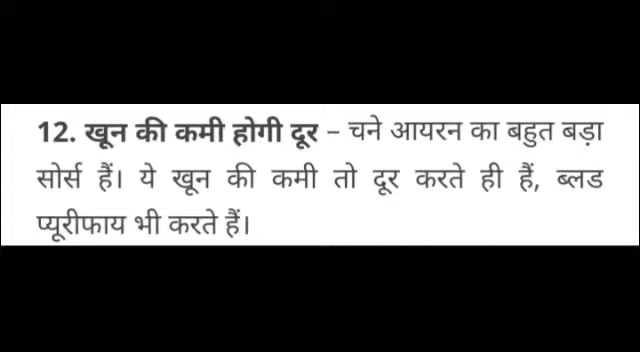 12. खून की कमी होगी दूर – चने आयरन का बहुत बड़ा
सोर्स हैं। ये खून की कमी तो दूर करते ही हैं, ब्लड
प्यूरीफाय भी करते हैं।